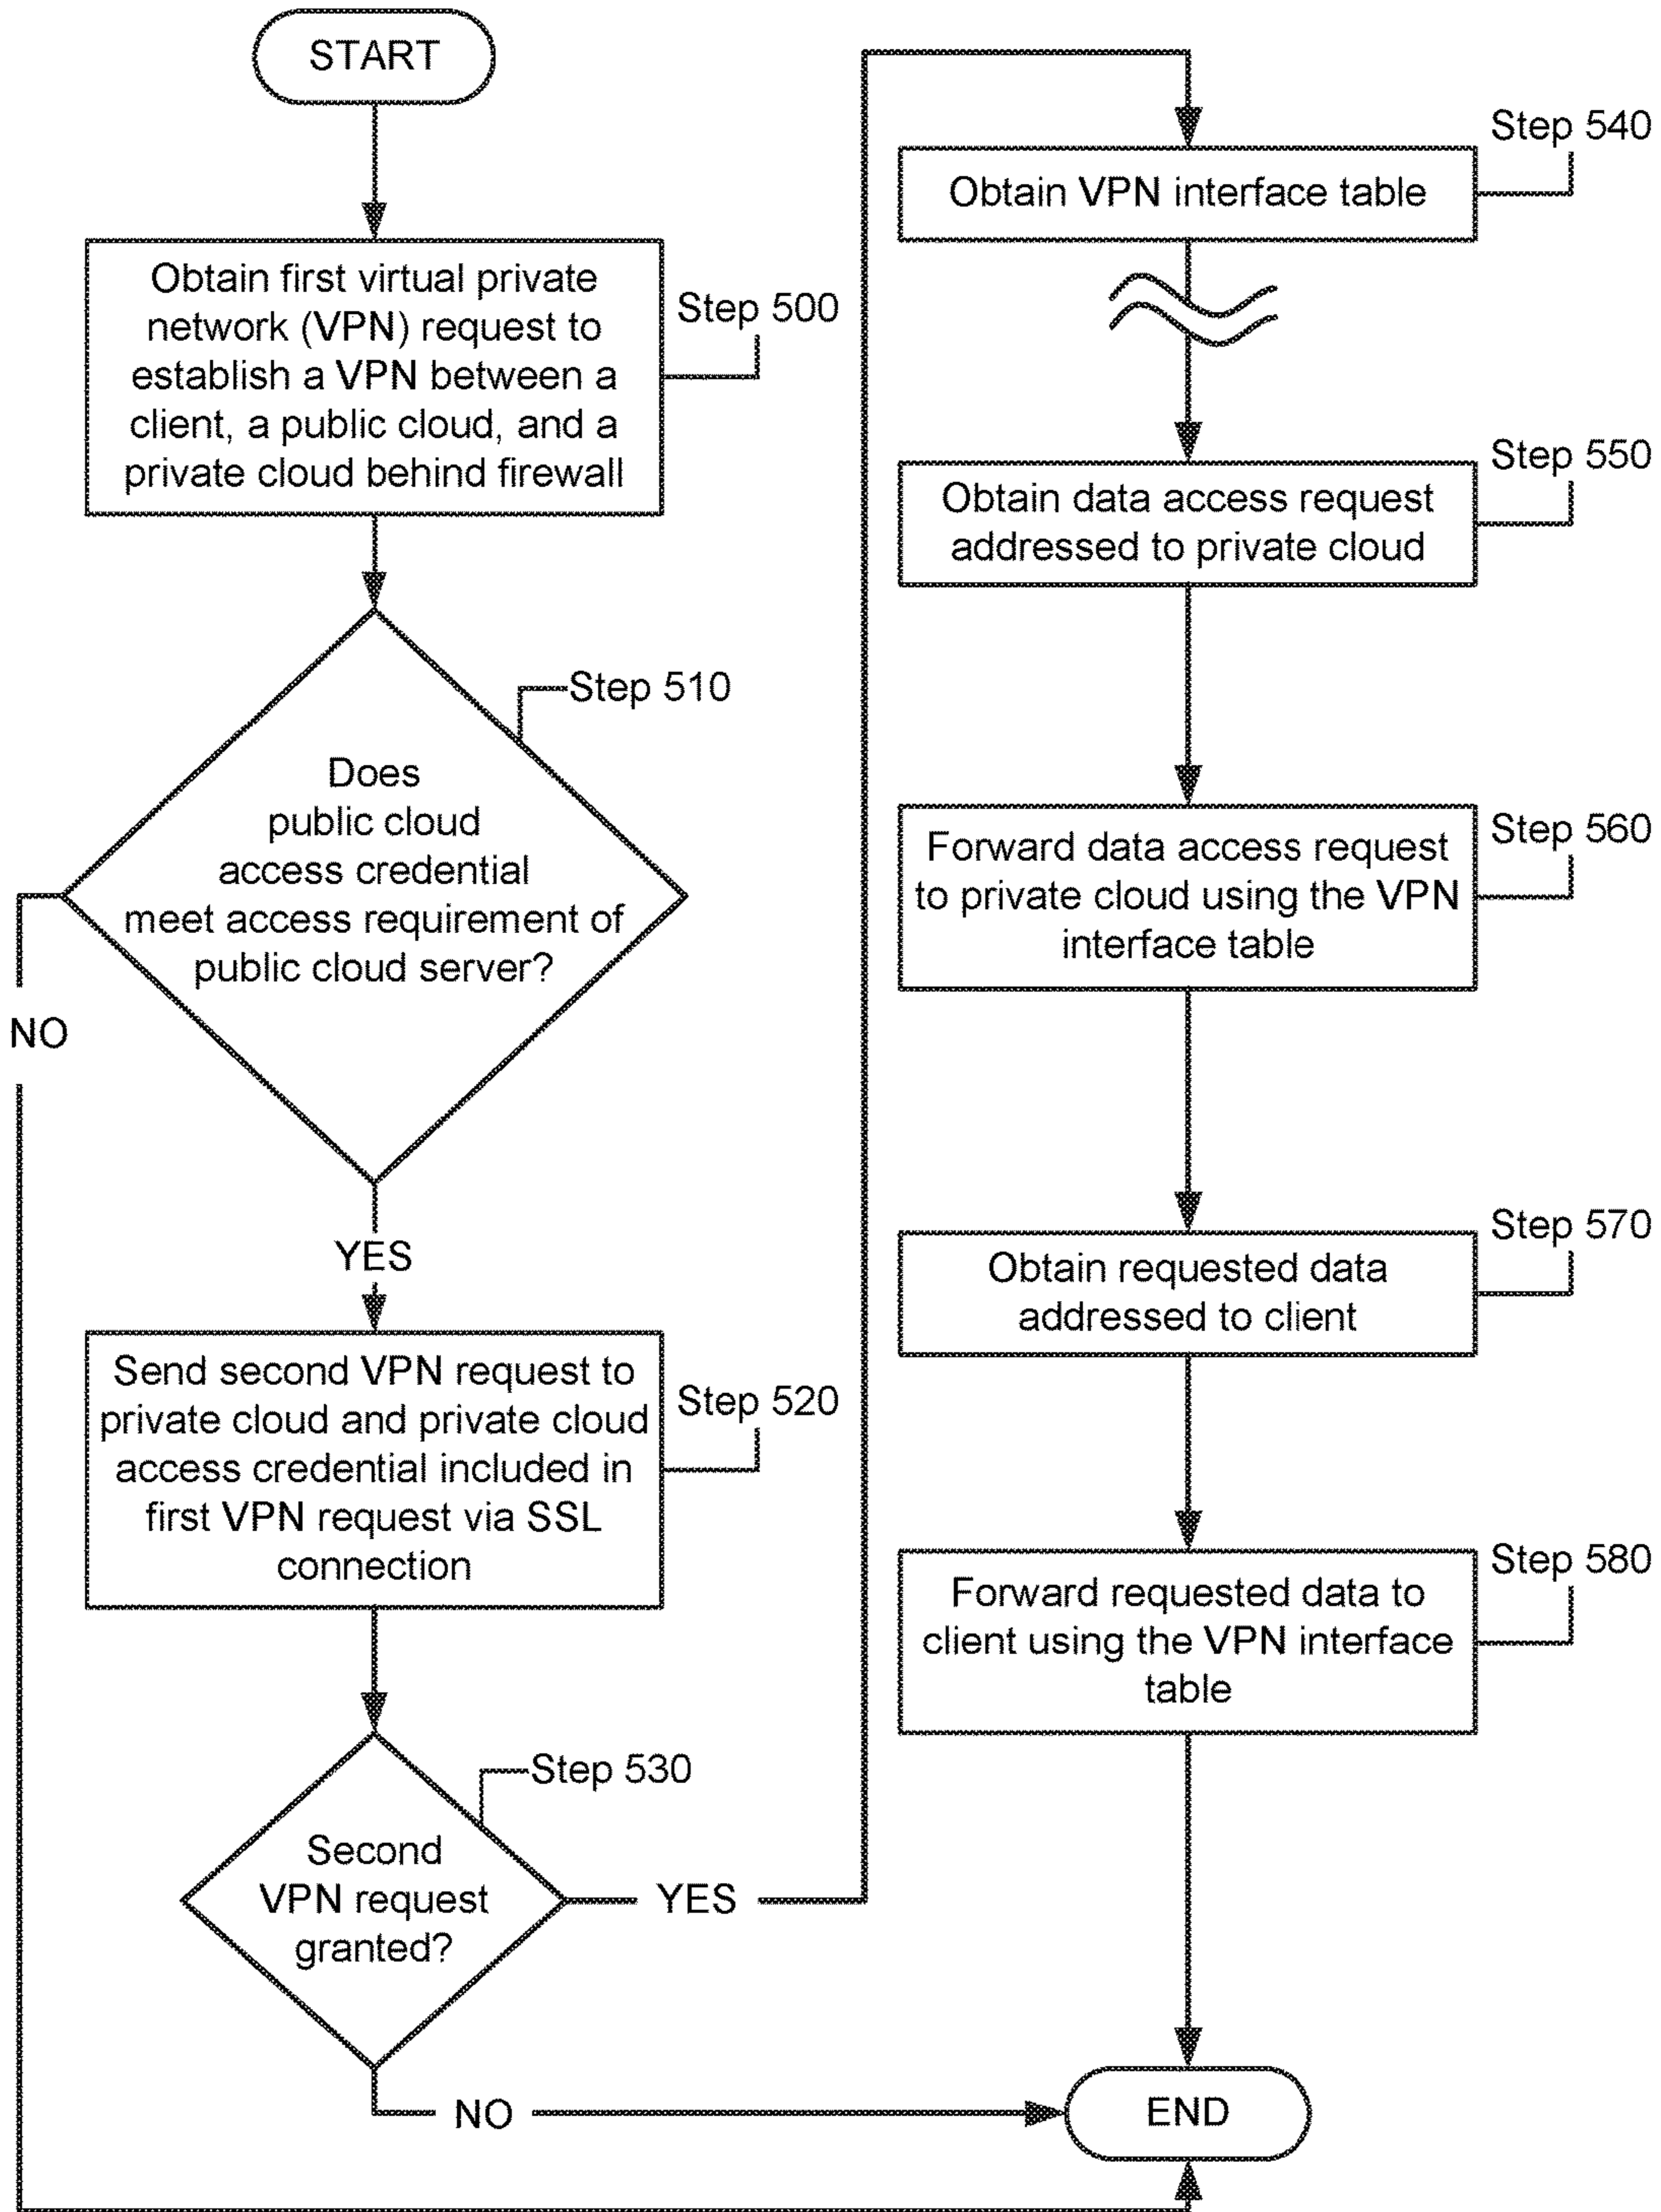 START
Obtain first virtual private
network (VPN) request to
establish a VPN between a
client, a public cloud, and a
private cloud behind firewall
Step 500
Step 510
Does
public cloud
access credential
meet access requirement of
public cloud server?
NO
YES
Send second VPN request to
private cloud and private cloud
access credential included in
first VPN request via SSL
connection
Step 520
Step 530
Second
VPN request
granted?
YES
NO
Step 540
Obtain VPN interface table
Step 550
Obtain data access request
addressed to private cloud
Step 560
Forward data access request
to private cloud using the VPN
interface table
Step 570
Obtain requested data
addressed to client
Step 580
Forward requested data to
client using the VPN interface
table
END